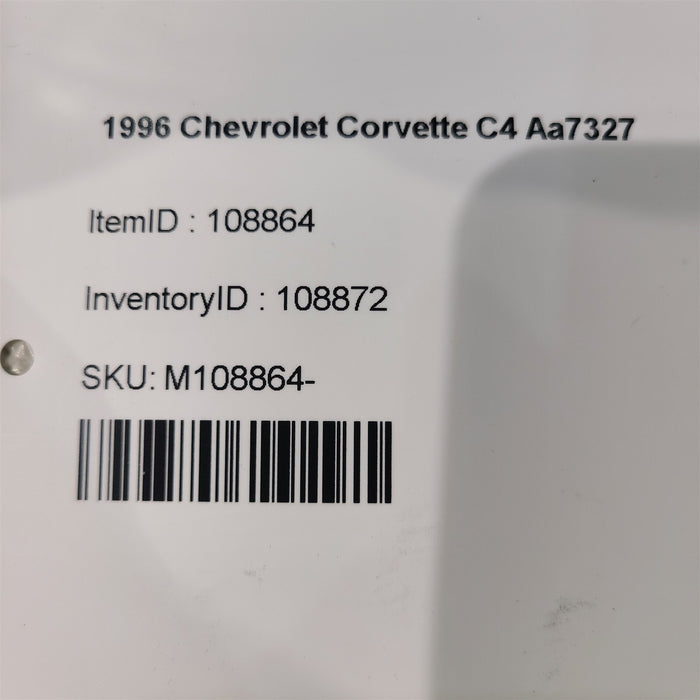 1996 Chevrolet Corvette C4 Aa7327
ItemID : 108864
InventoryID : 108872
SKU: M108864-